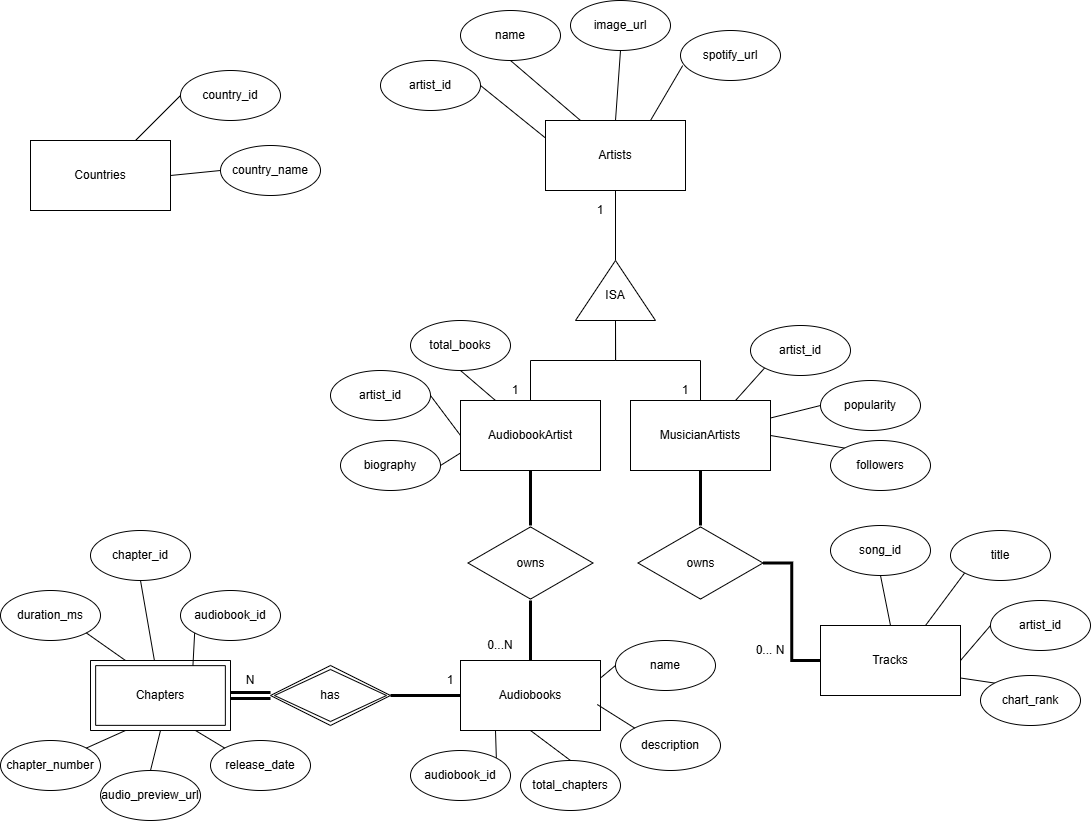 image_url
name
spotify_url
artist_id
country_id
Artists
country_name
Countries
1
ISA
total_books
artist_id
1
1
artist_id
popularity
AudiobookArtist
MusicianArtists
biography
followers
chapter_id
owns
owns
song_id
title
duration_ms
audiobook_id
artist_id
0...N
0... N
name
Tracks
N
1
Chapters
has
Audiobooks
chart_rank
description
chapter_number
release_date
audiobook_id
total_chapters
audio_preview_url